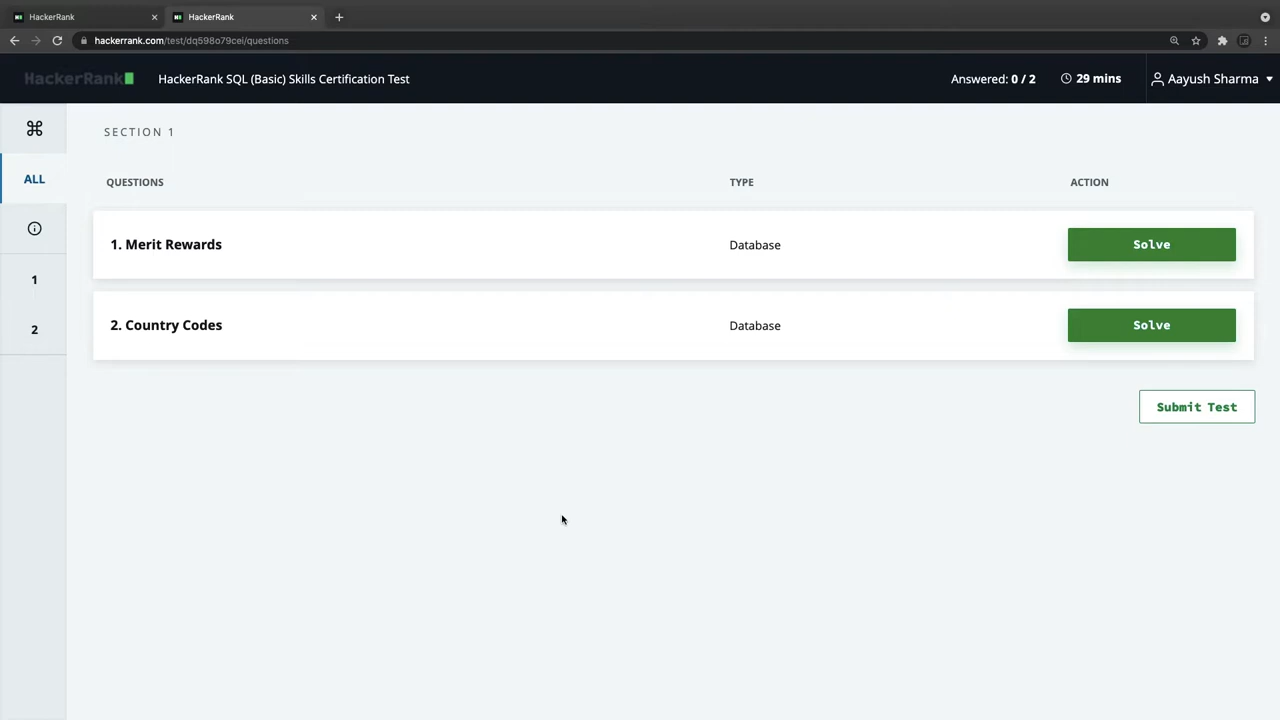 HackerRank
HackerRank
hackerrank.com/test/dq598o79cel/questions
HackerRank
HackerRank SQL (Basic) Skills Certification Test
Answered: 0 / 2
29 mins
Aayush Sharma
SECTION 1
ALL
QUESTIONS
TYPE
ACTION
1. Merit Rewards
Database
Solve
1
2. Country Codes
Database
Solve
2
Submit Test